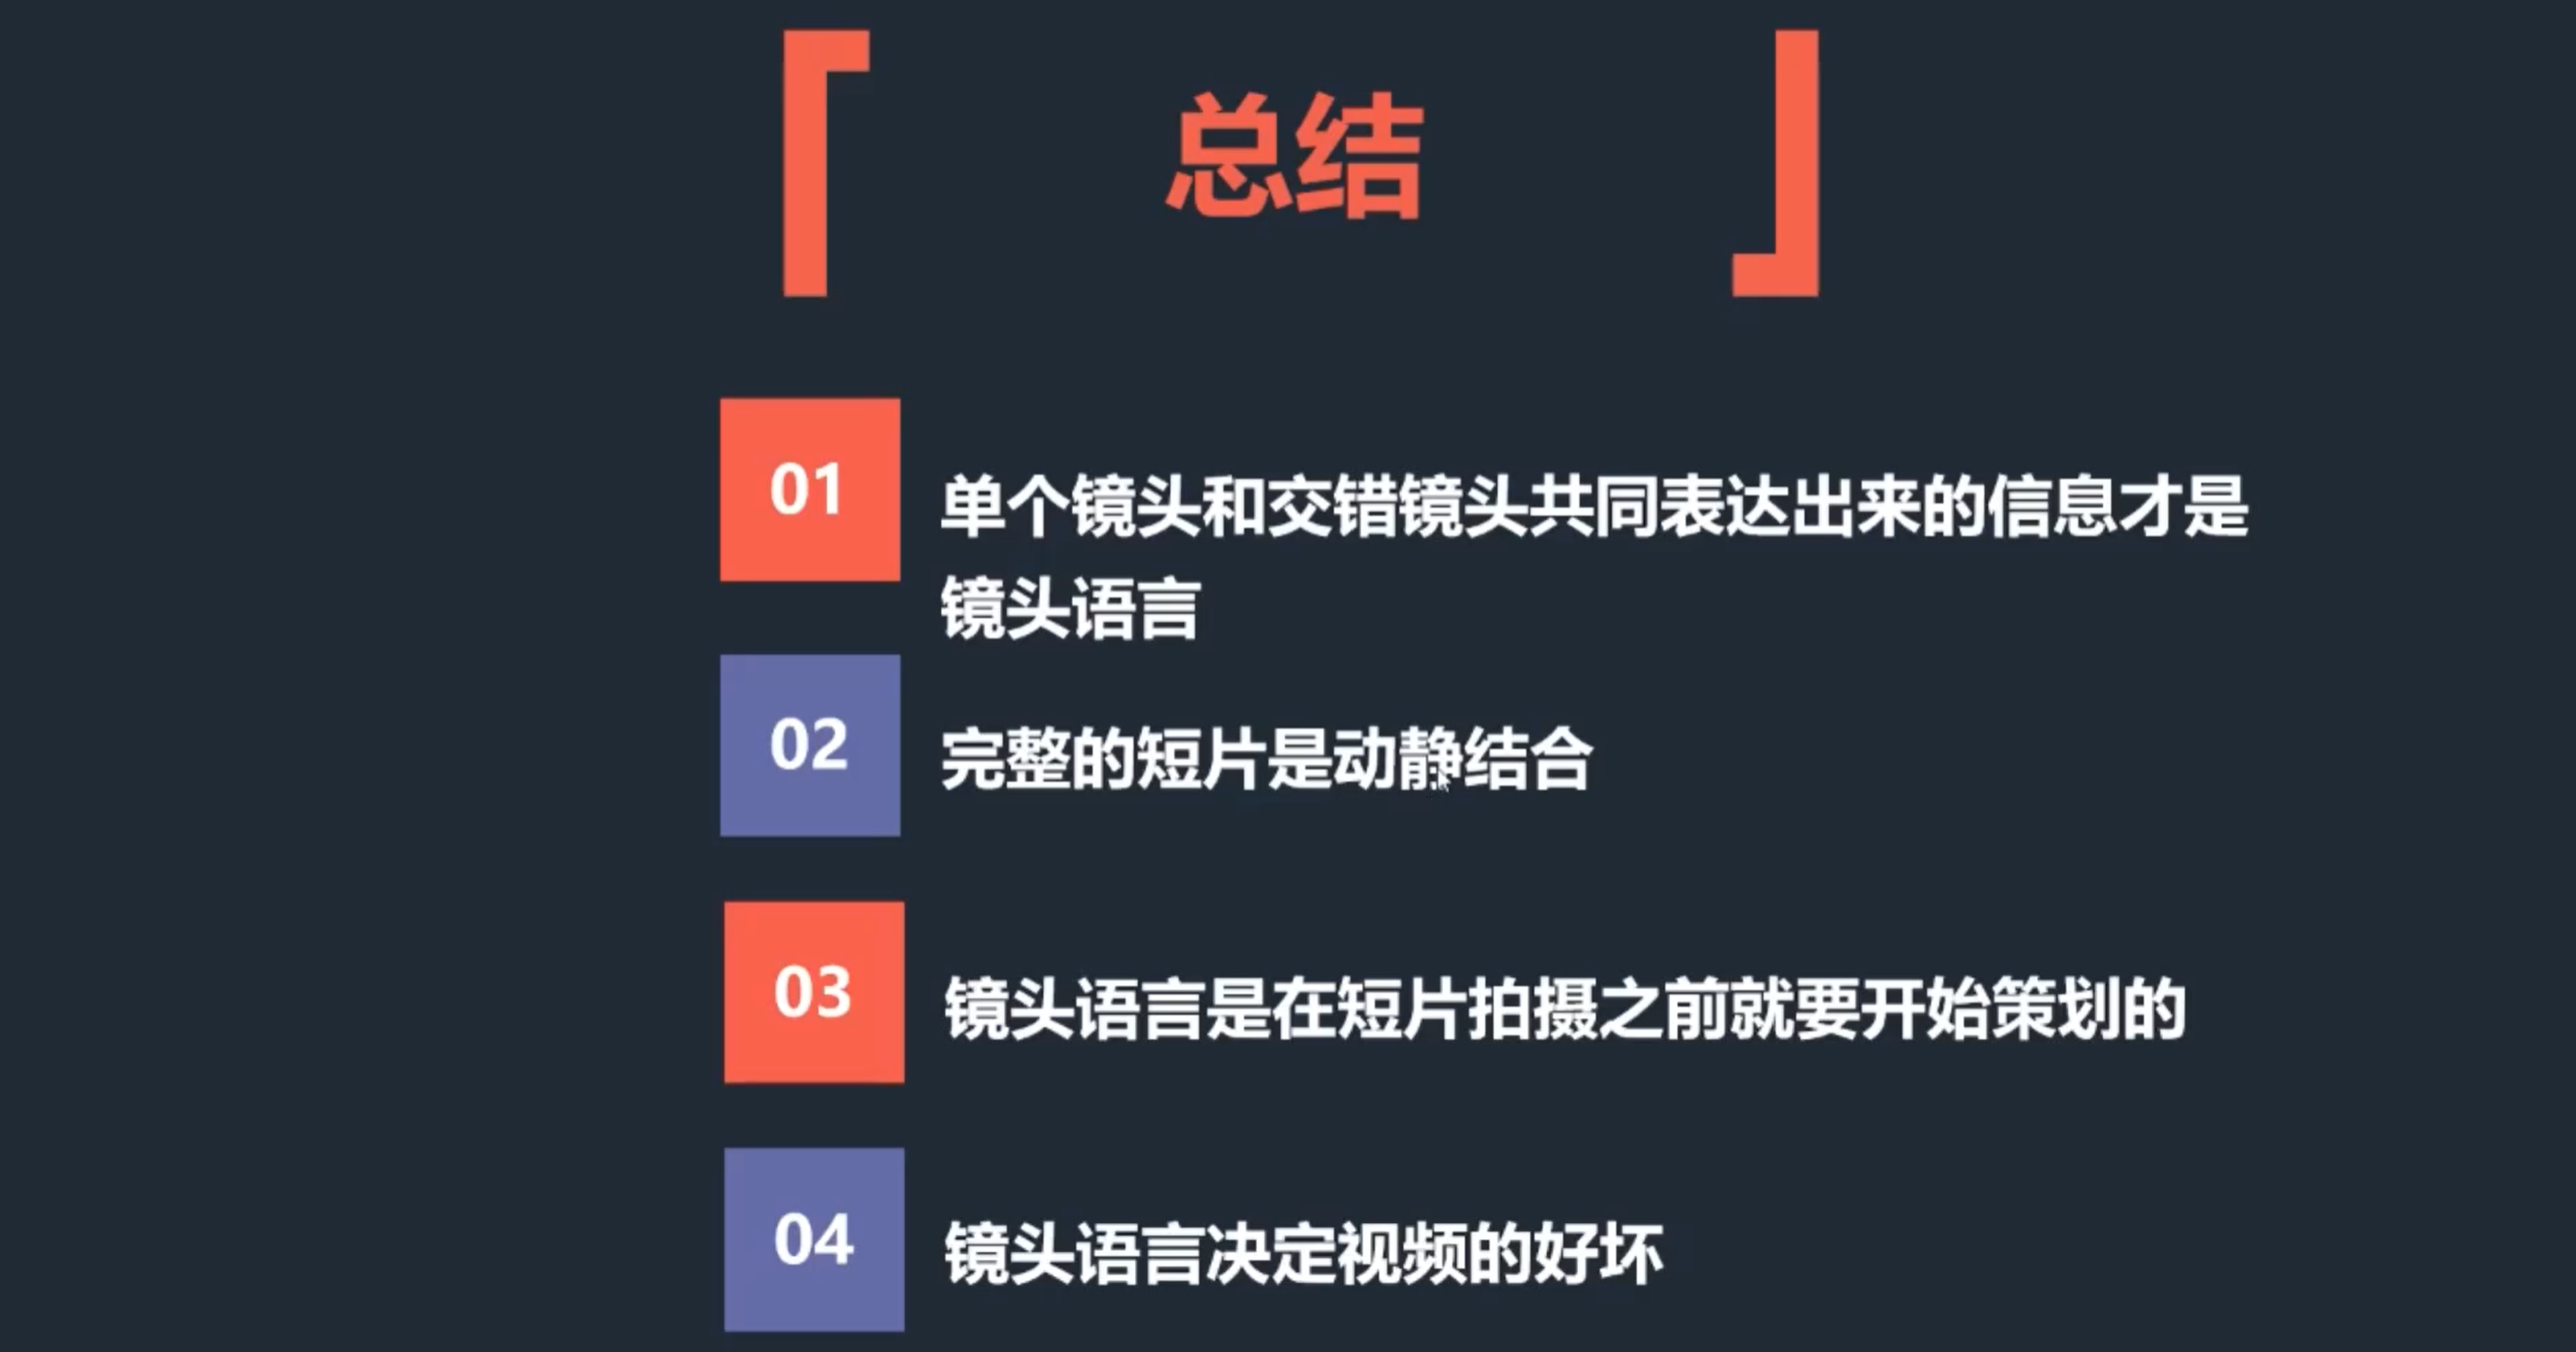 总结
01
单个镜头和交错镜头共同表达出来的信息才是
镜头语言
02
完整的短片是动静结合
03
镜头语言是在短片拍摄之前就要开始策划的
04
镜头语言决定视频的好坏